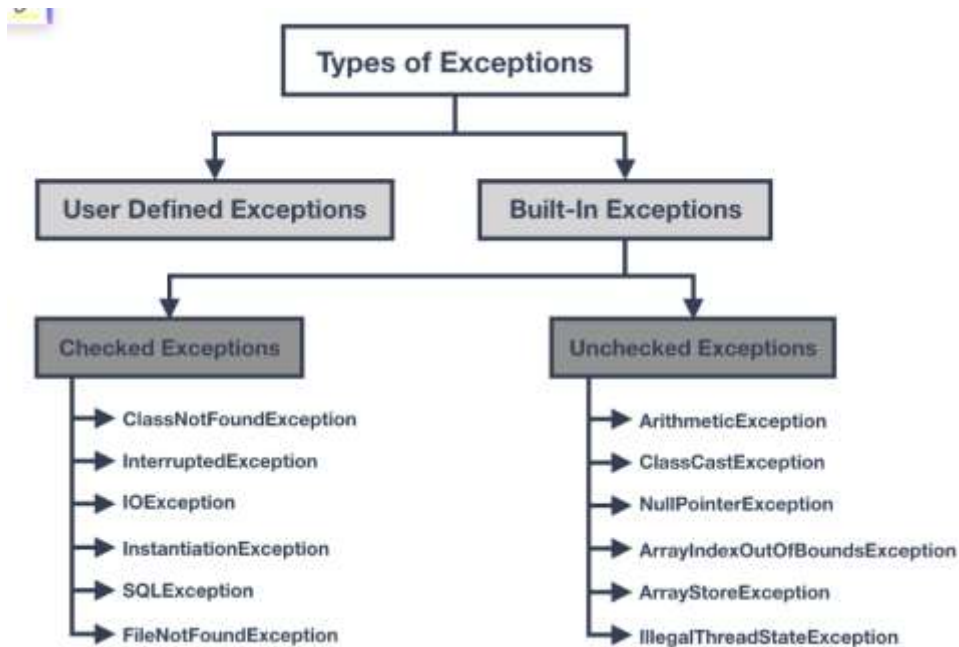 Types of Exceptions
User Defined Exceptions
Built-In Exceptions
Checked Exceptions
Unchecked Exceptions
ClassNotFoundException
InterruptedException
IOException
InstantiationException
SQLException
FileNotFoundException
ArithmeticException
ClassCastException
NullPointerException
ArrayIndexOutOfBoundsException
ArrayStoreException
IllegalThreadStateException